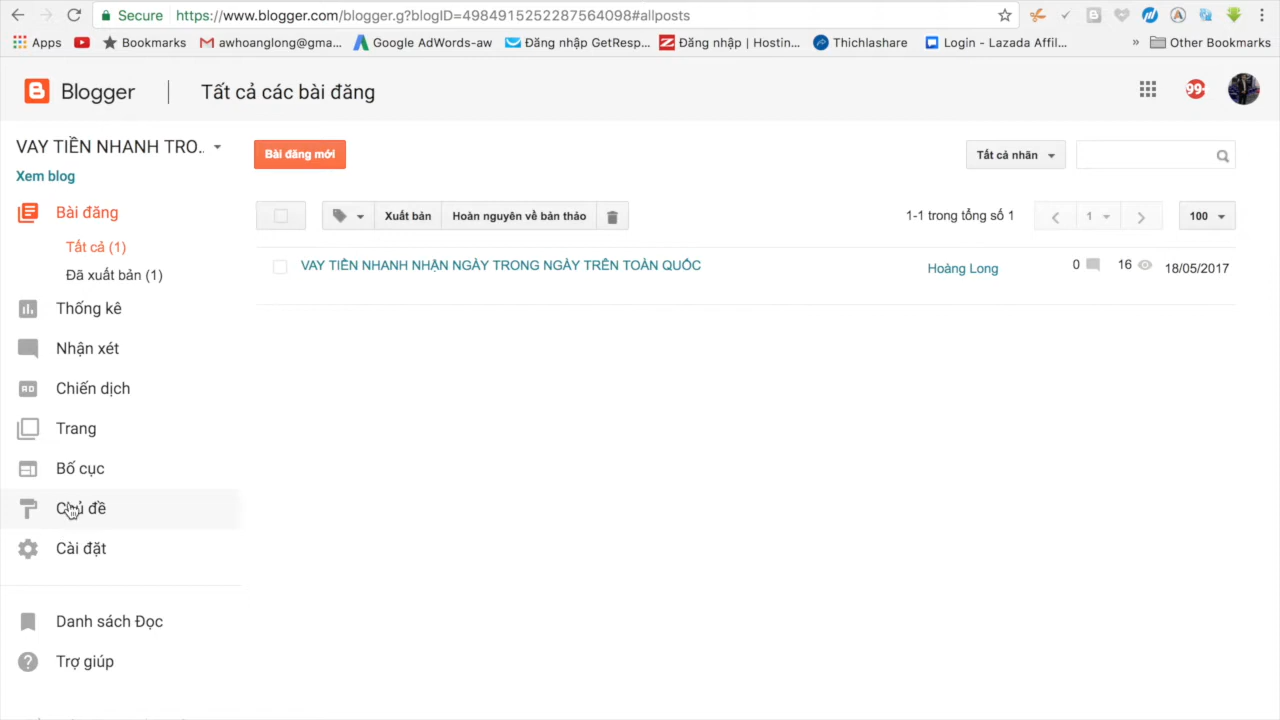 Secure https://www.blogger.com/blogger.g?blogID=4984915252287564098#allposts
Apps Bookmarks awhoanglong@gma... Google AdWords-aw Đăng nhập GetResp... Đăng nhập | Hostin... Thichlashare Login - Lazada Affil... » Other Bookmarks
Blogger Tất cả các bài đăng 99+
VAY TIỀN NHANH TRO..
Xem blog
Bài đăng mới
Tất cả nhãn
Bài đăng
Xuất bản Hoàn nguyên về bản thảo 1-1 trong tổng số 1 1 100
Tất cả (1)
VAY TIỀN NHANH NHẬN NGÀY TRONG NGÀY TRÊN TOÀN QUỐC Hoàng Long 0 16 18/05/2017
Đã xuất bản (1)
Thống kê
Nhận xét
Chiến dịch
Trang
Bố cục
Chủ đề
Cài đặt
Danh sách Đọc
Trợ giúp